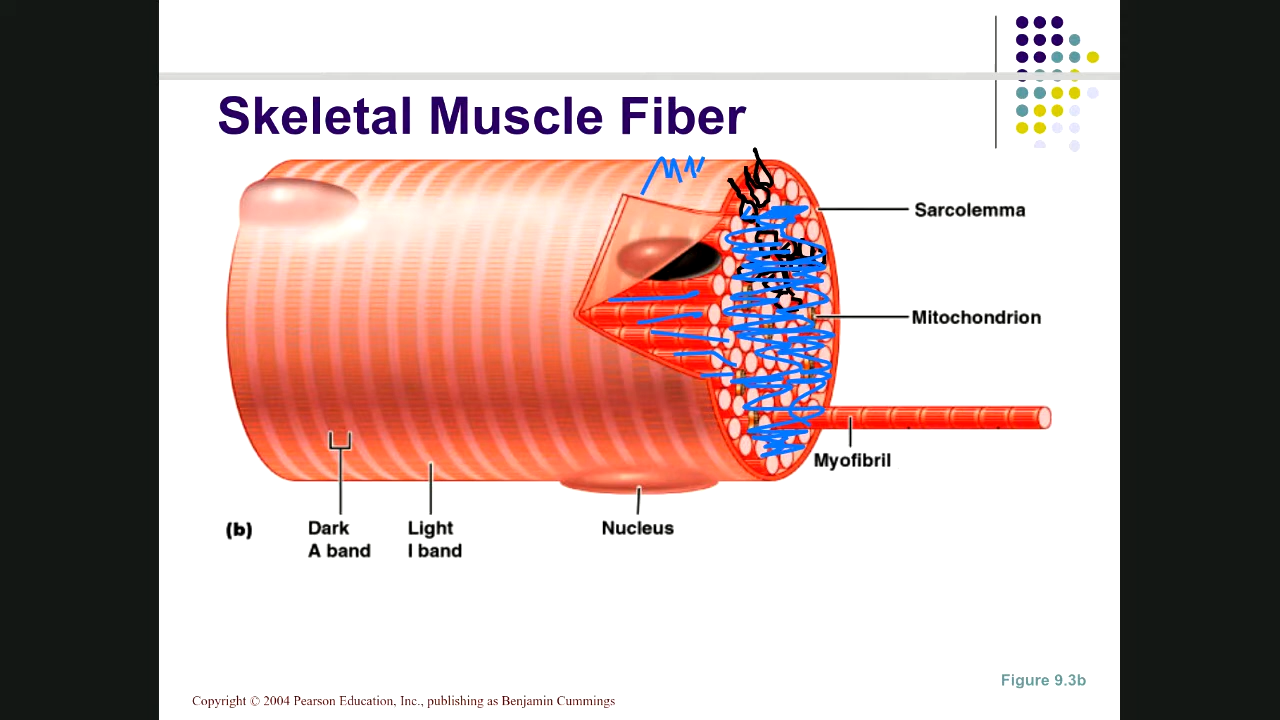 Skeletal Muscle Fiber
Sarcolemma
Mitochondrion
Myofibril
(b)
Dark
A band
Light
I band
Nucleus
Figure 9.3b
Copyright © 2004 Pearson Education, Inc., publishing as Benjamin Cummings